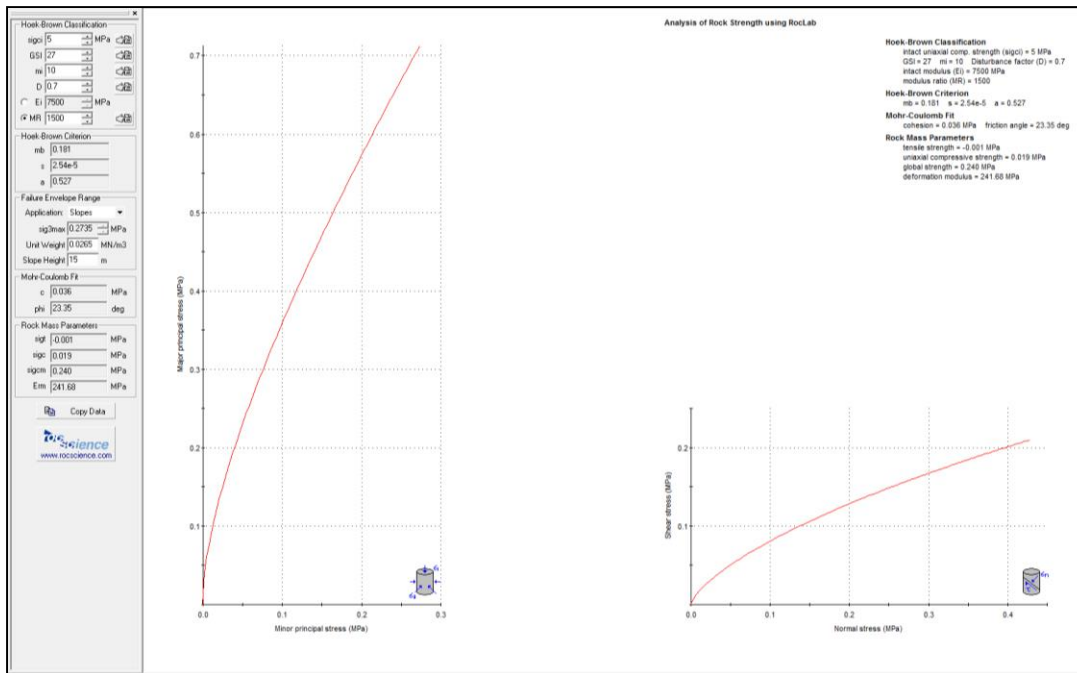 Hoek-Brown Classification
sigci 5 MPa
GSI 27
mi 10
D 0.7
Ei 7500 MPa
MR 1500
Hoek-Brown Criterion
mb 0.181
s 2.54e-5
a 0.527
Failure Envelope Range
Application: Slopes
sig3max 0.2735 MPa
Unit Weight 0.0265 MN/m3
Slope Height 15 m
Mohr-Coulomb Fit
c 0.036 MPa
phi 23.35 deg
Rock Mass Parameters
sigt -0.001 MPa
sigc 0.019 MPa
sigcm 0.240 MPa
Erm 241.68 MPa
Copy Data
rocscience
www.rocscience.com
Analysis of Rock Strength using RocLab
Hoek-Brown Classification
intact uniaxial comp. strength (sigci) = 5 MPa
GSI = 27 mi = 10 Disturbance factor (D) = 0.7
intact modulus (Ei) = 7500 MPa
modulus ratio (MR) = 1500
Hoek-Brown Criterion
mb = 0.181 s = 2.54e-5 a = 0.527
Mohr-Coulomb Fit
cohesion = 0.036 MPa friction angle = 23.35 deg
Rock Mass Parameters
tensile strength = -0.001 MPa
uniaxial compressive strength = 0.019 MPa
global strength = 0.240 MPa
deformation modulus = 241.68 MPa
0.7
0.6
0.5
0.4
0.3
0.2
0.1
Major principal stress (MPa)
0.0 0.1 0.2 0.3
Minor principal stress (MPa)
0.2
0.1
Shear stress (MPa)
0.0 0.1 0.2 0.3 0.4
Normal stress (MPa)